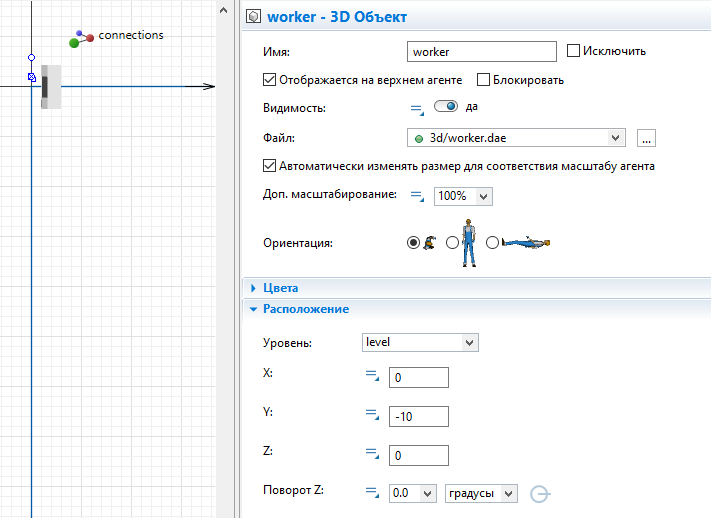 connections
worker - 3D Объект
Имя: worker Исключить
Отображается на верхнем агенте Блокировать
Видимость: = да
Файл: 3d/worker.dae ...
Автоматически изменять размер для соответствия масштабу агента
Доп. масштабирование: = 100%
Ориентация:
Цвета
Расположение
Уровень: level
X: = 0
Y: = -10
Z: = 0
Поворот Z: = 0.0 градусы